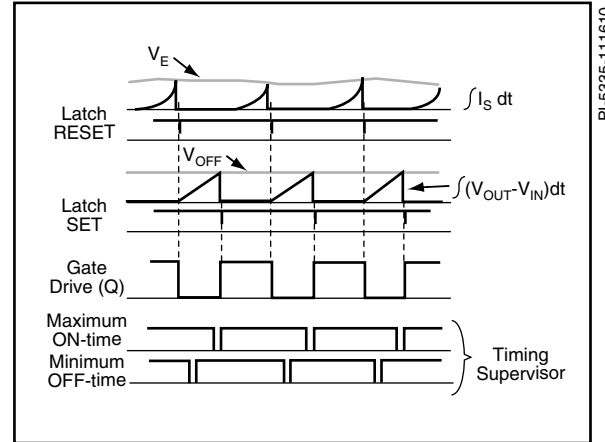 V_E
∫I_S dt
Latch
RESET
V_OFF
∫(V_OUT-V_IN)dt
Latch
SET
Gate
Drive (Q)
Maximum
ON-time
Minimum
OFF-time
Timing
Supervisor
PI-5335-111610